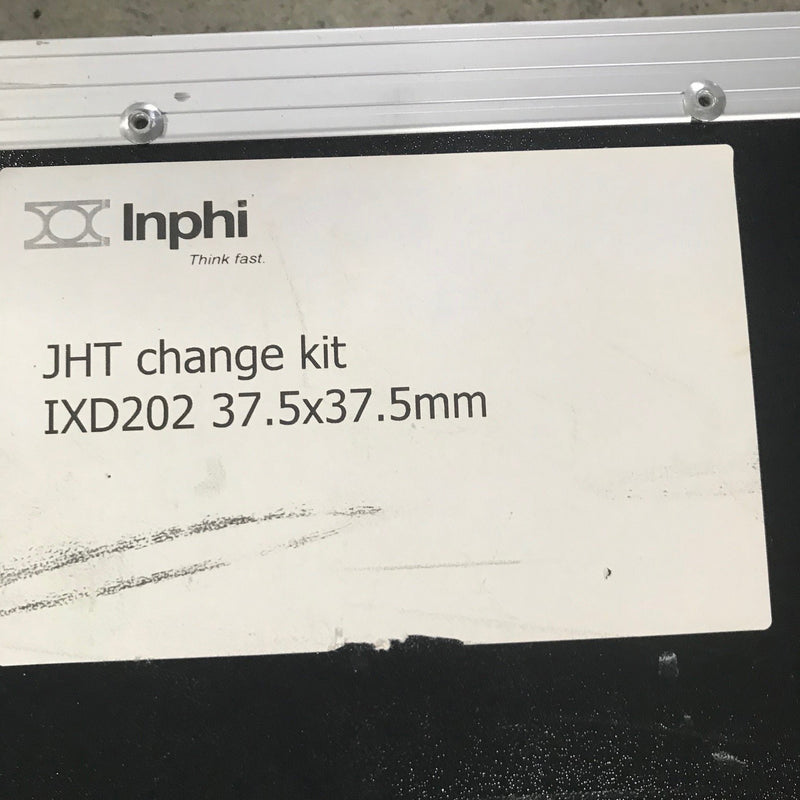 Inphi
Think fast.
JHT change kit
IXD202 37.5x37.5mm